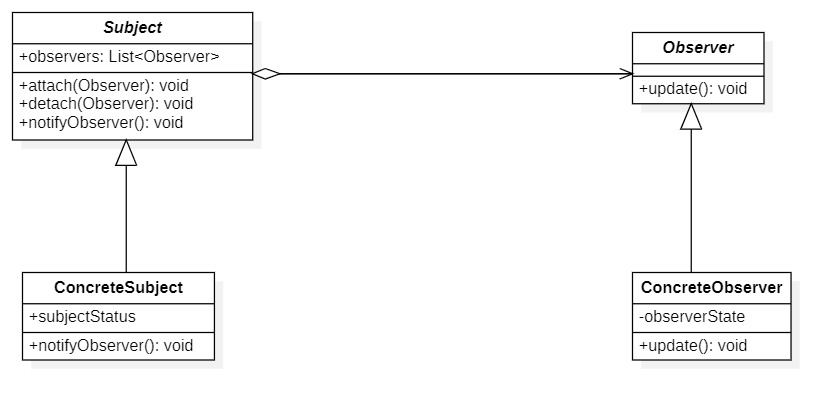 Subject
+observers: List<Observer>
+attach(Observer): void
+detach(Observer): void
+notifyObserver(): void
Observer
+update(): void
ConcreteSubject
+subjectStatus
+notifyObserver(): void
ConcreteObserver
-observerState
+update(): void